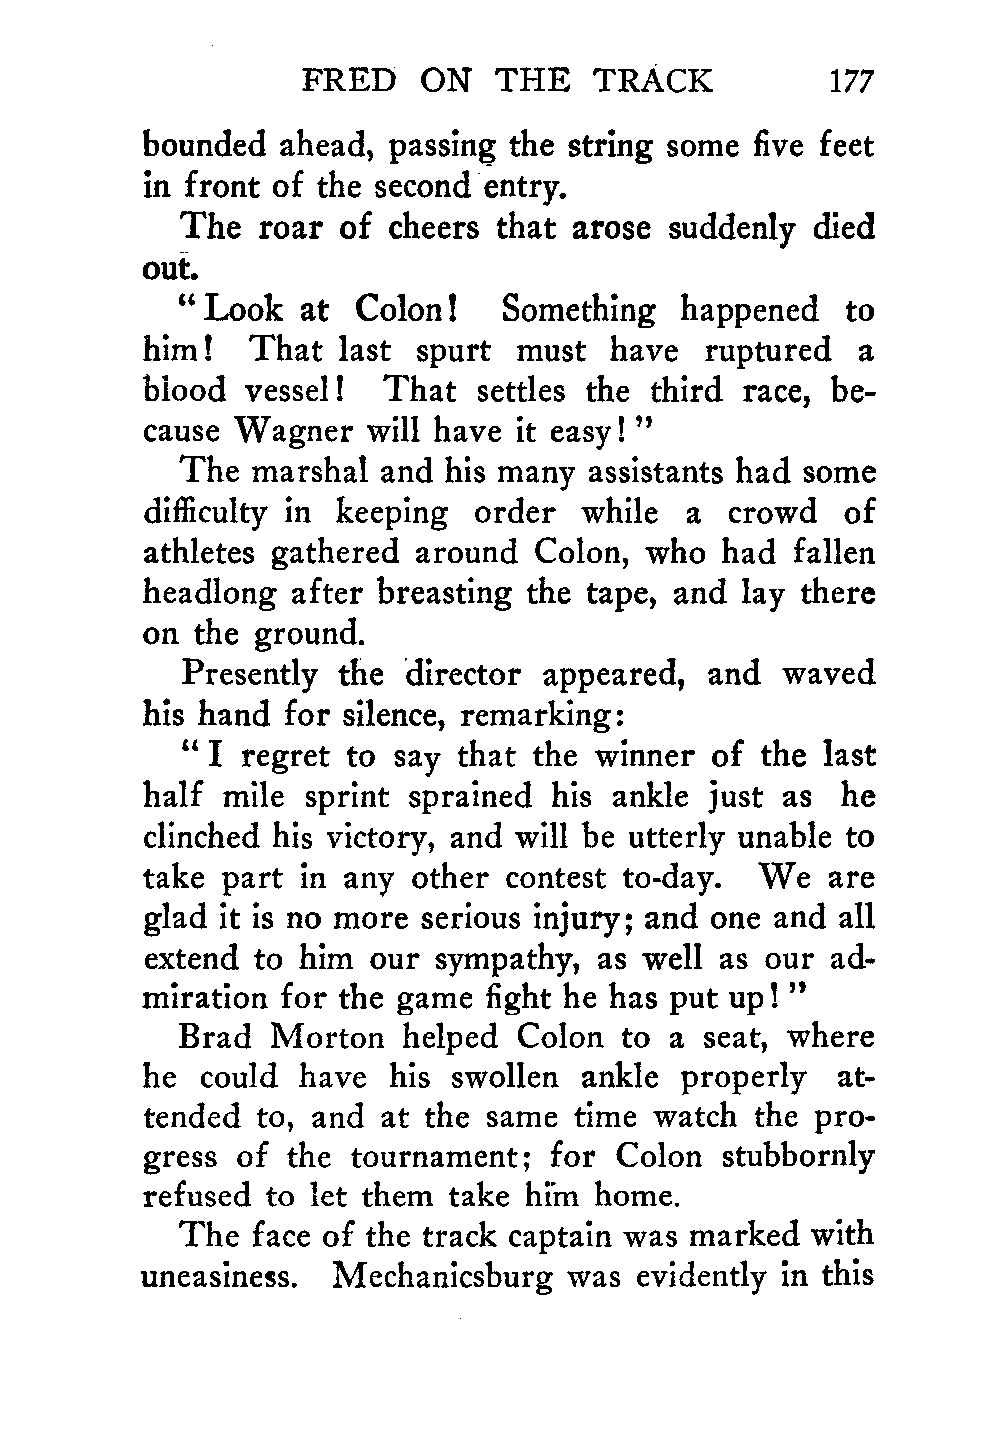 FRED ON THE TRACK 177
bounded ahead, passing the string some five feet
in front of the second entry.
The roar of cheers that arose suddenly died
out.
“Look at Colon! Something happened to
him! That last spurt must have ruptured a
blood vessel! That settles the third race, be-
cause Wagner will have it easy!”
The marshal and his many assistants had some
difficulty in keeping order while a crowd of
athletes gathered around Colon, who had fallen
headlong after breasting the tape, and lay there
on the ground.
Presently the director appeared, and waved
his hand for silence, remarking:
“I regret to say that the winner of the last
half mile sprint sprained his ankle just as he
clinched his victory, and will be utterly unable to
take part in any other contest to-day. We are
glad it is no more serious injury; and one and all
extend to him our sympathy, as well as our ad-
miration for the game fight he has put up!”
Brad Morton helped Colon to a seat, where
he could have his swollen ankle properly at-
tended to, and at the same time watch the pro-
gress of the tournament; for Colon stubbornly
refused to let them take him home.
The face of the track captain was marked with
uneasiness. Mechanicsburg was evidently in this